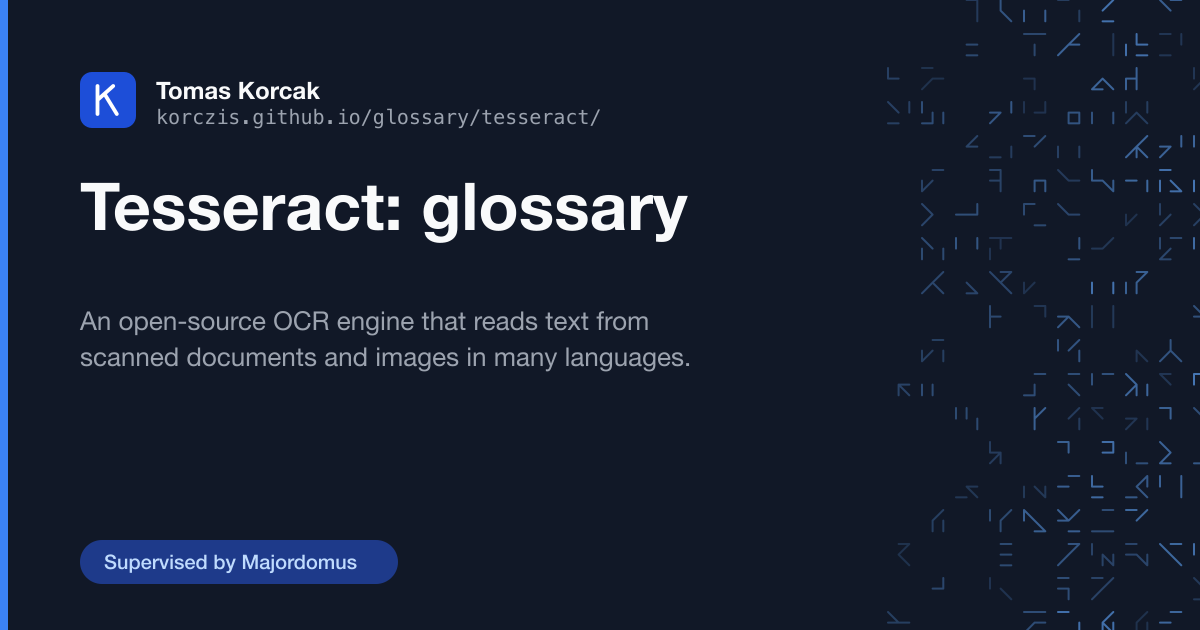 K
Tomas Korcak
korczis.github.io/glossary/tesseract/
Tesseract: glossary
An open-source OCR engine that reads text from
scanned documents and images in many languages.
Supervised by Majordomus